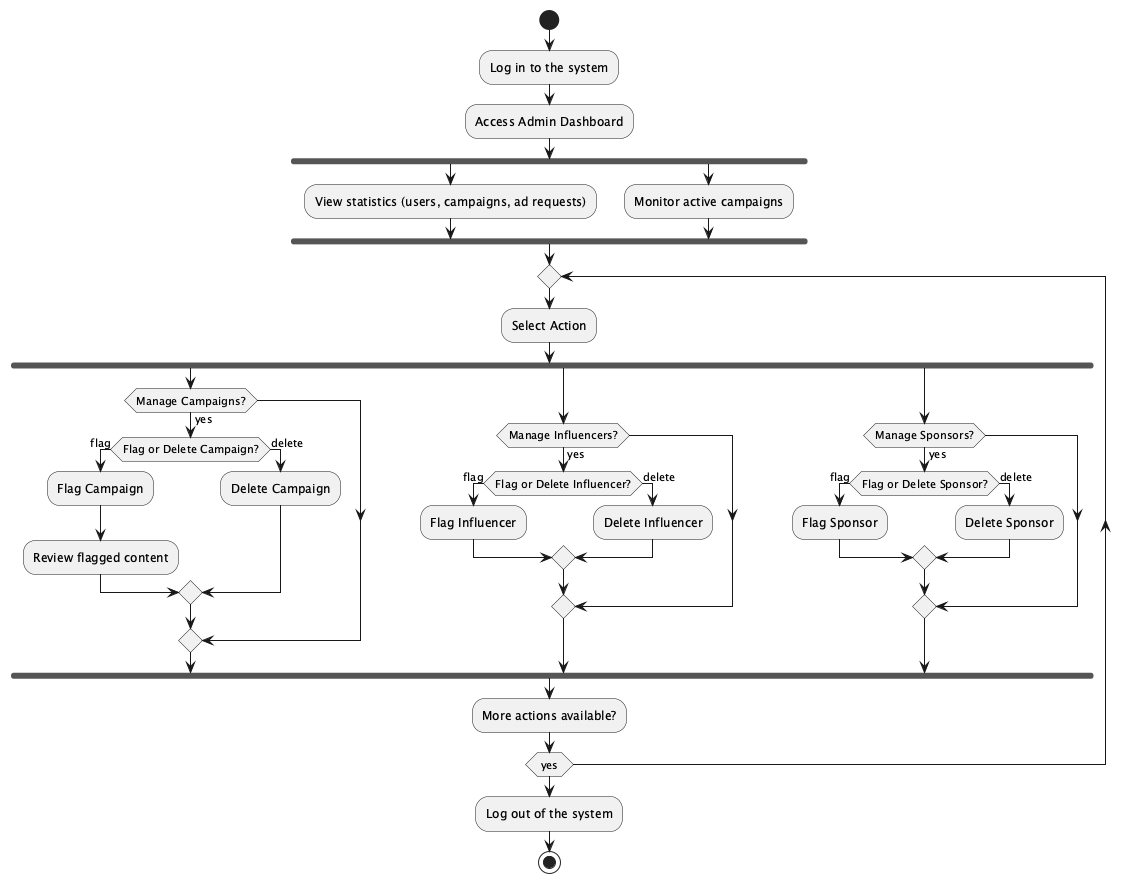 Log in to the system
Access Admin Dashboard
View statistics (users, campaigns, ad requests)
Monitor active campaigns
Select Action
Manage Campaigns?
yes
flag
Flag or Delete Campaign?
delete
Flag Campaign
Delete Campaign
Review flagged content
Manage Influencers?
yes
flag
Flag or Delete Influencer?
delete
Flag Influencer
Delete Influencer
Manage Sponsors?
yes
flag
Flag or Delete Sponsor?
delete
Flag Sponsor
Delete Sponsor
More actions available?
yes
Log out of the system